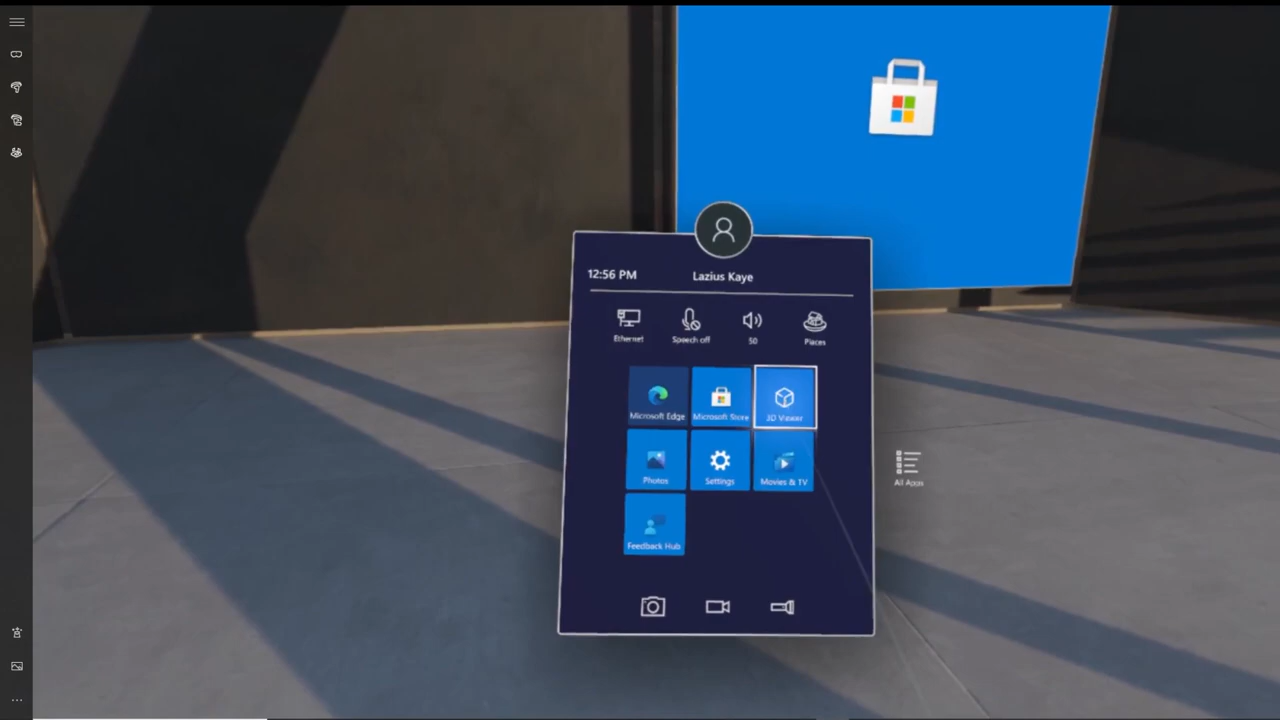 12:56 PM Lazius Kaye
Ethernet Speech off 50 Places
Microsoft Edge Microsoft Store 3D Viewer
Photos Settings Movies & TV
All Apps
Feedback Hub